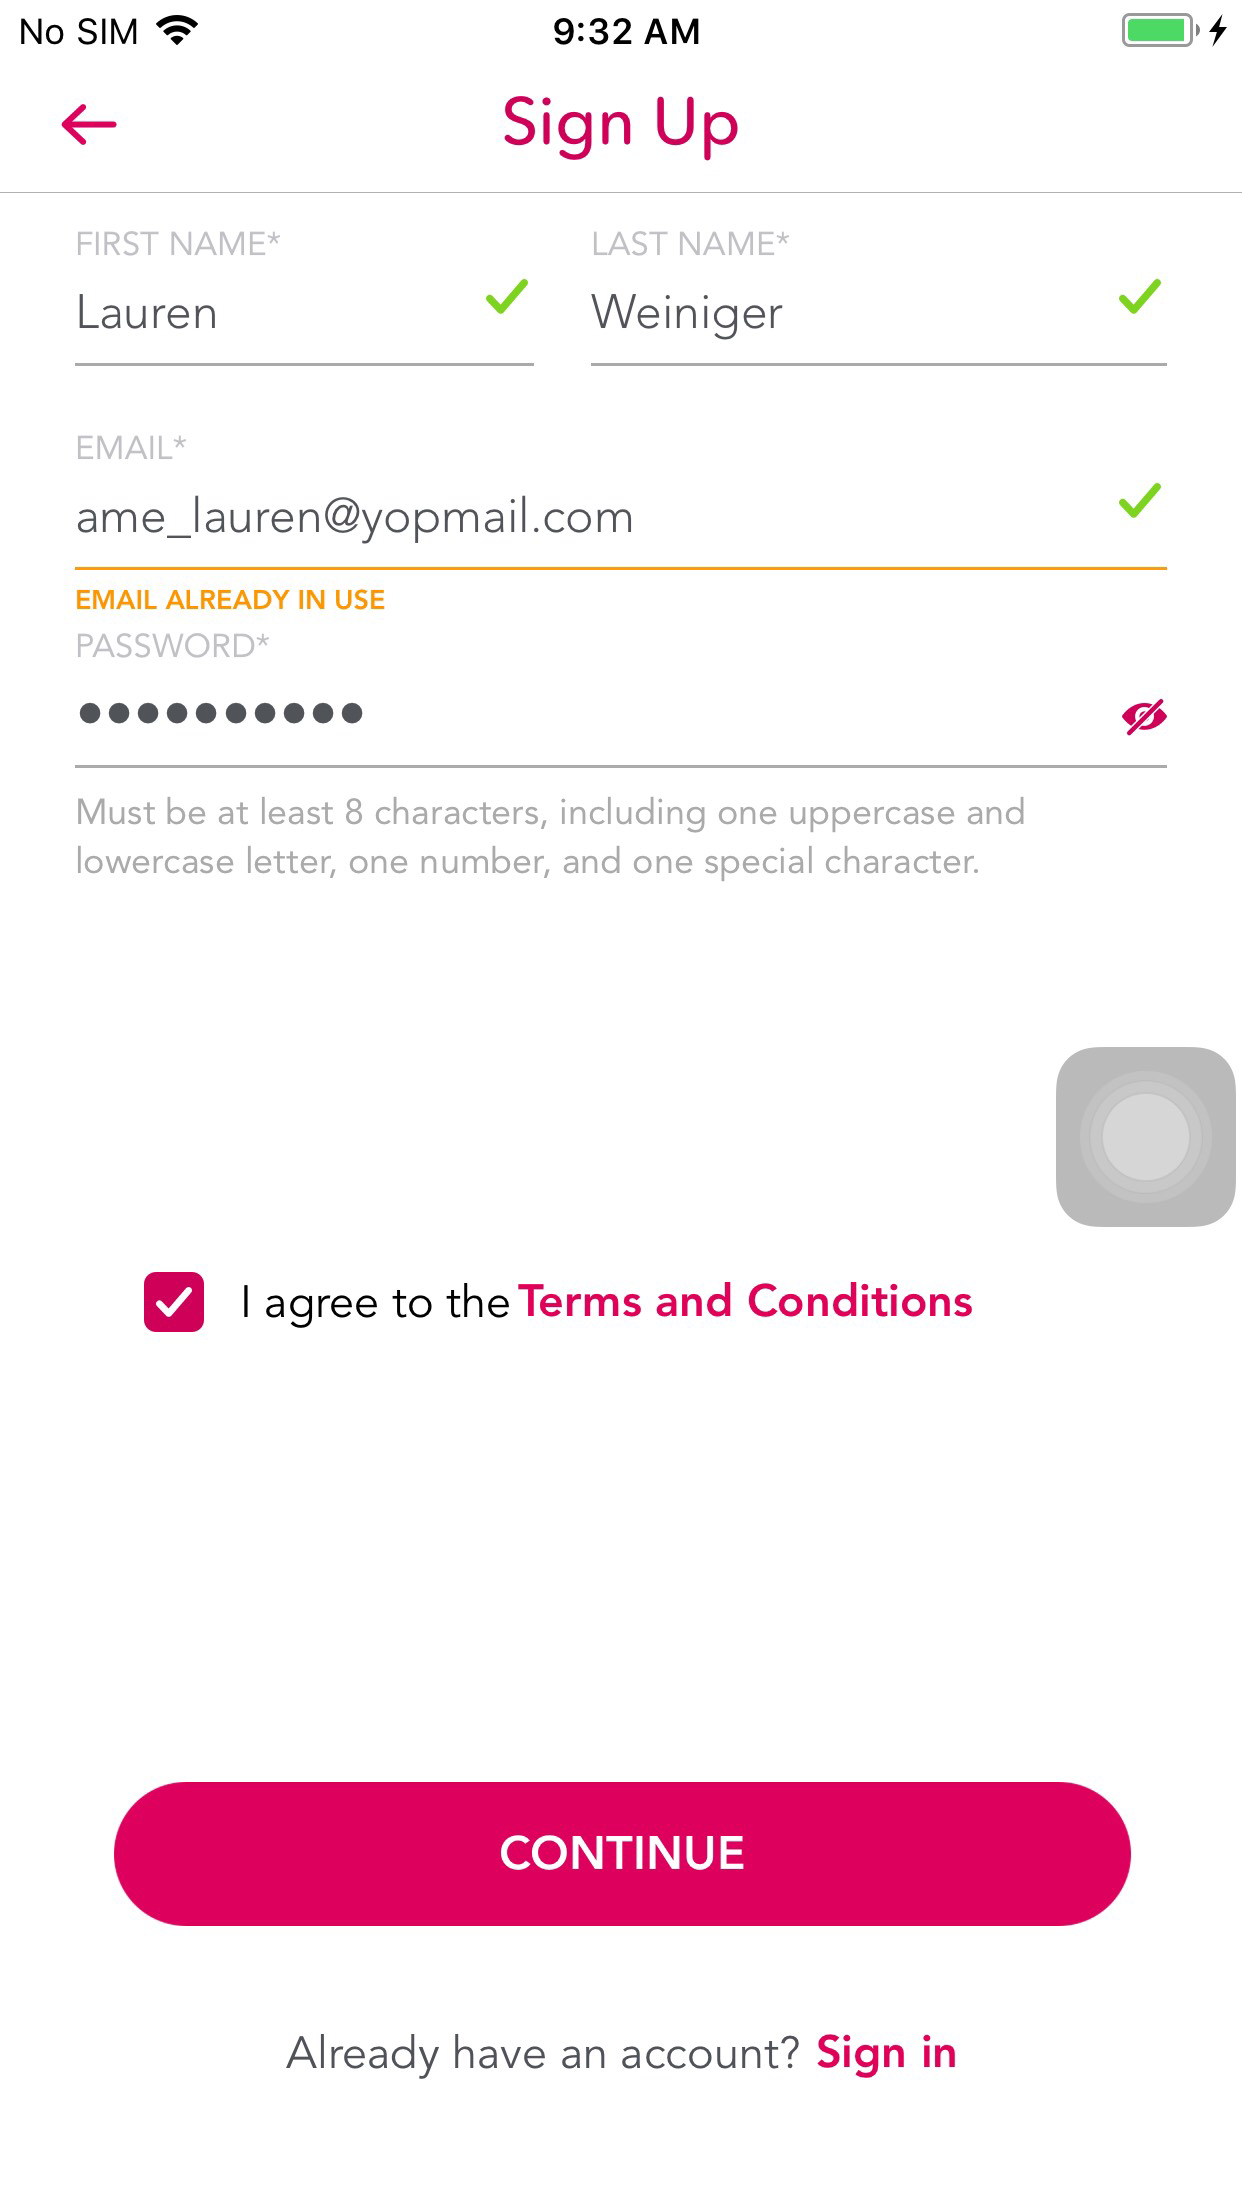 No SIM 9:32 AM
Sign Up
FIRST NAME* LAST NAME*
Lauren Weiniger
EMAIL*
ame_lauren@yopmail.com
EMAIL ALREADY IN USE
PASSWORD*
●●●●●●●●●●
Must be at least 8 characters, including one uppercase and
lowercase letter, one number, and one special character.
I agree to the Terms and Conditions
CONTINUE
Already have an account? Sign in